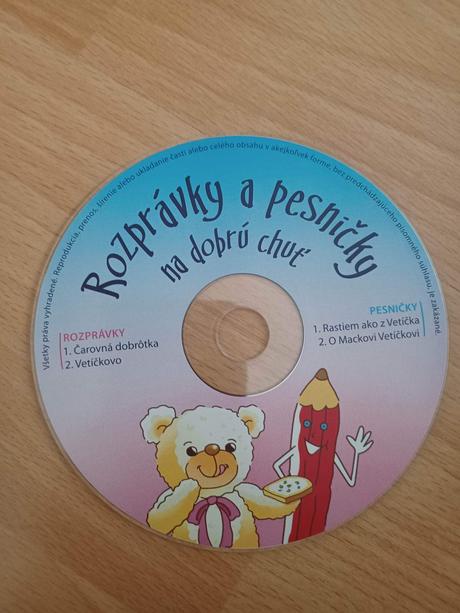 Všetky práva vyhradené. Reprodukcia, prenos, šírenie alebo ukladanie časti alebo celého obsahu v akejkoľvek forme, bez predchádzajúceho písomného súhlasu, je zakázané.
Rozprávky a pesničky
na dobrú chuť
ROZPRÁVKY
1. Čarovná dobrôtka
2. Vetíčkovo
PESNIČKY
1. Rastiem ako z Vetíčka
2. O Mackovi Vetíčkovi